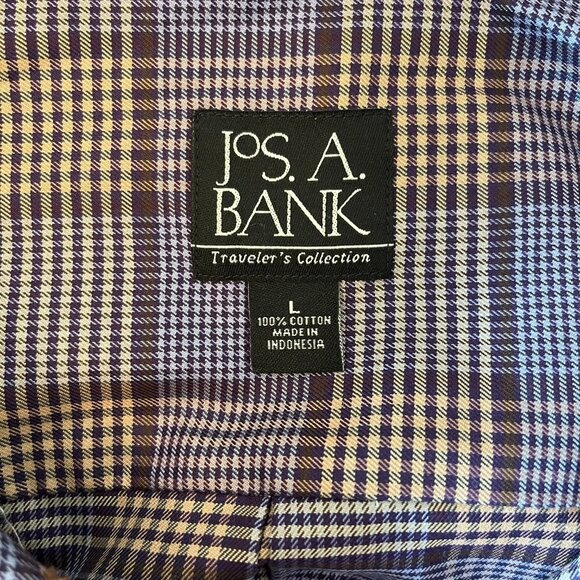 JOS. A.
BANK
Traveler's Collection
L
100% COTTON
MADE IN
INDONESIA